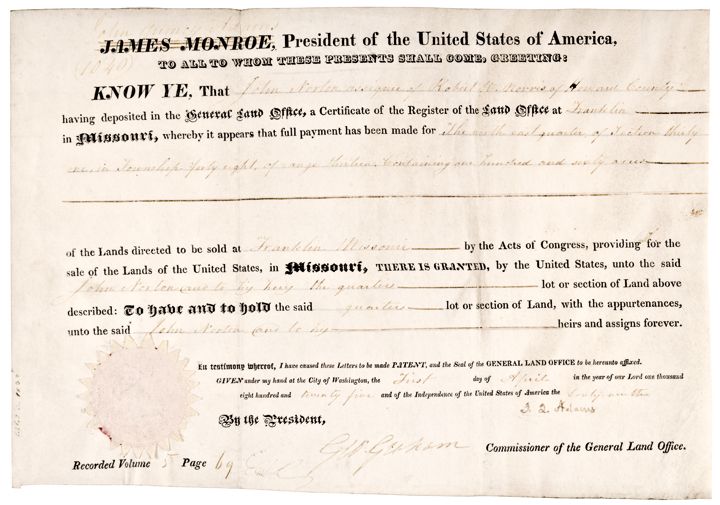 John Quincy Adams
JAMES MONROE, President of the United States of America,
(1040)
TO ALL TO WHOM THESE PRESENTS SHALL COME, GREETING:
KNOW YE, That John Norton assignee of Robert W. Morris of Howard County
having deposited in the General Land Office, a Certificate of the Register of the Land Office at Franklin
in Missouri, whereby it appears that full payment has been made for The north east quarter of Section thirty
one in Township forty eight, of range thirteen, Containing one hundred and sixty acres
of the Lands directed to be sold at Franklin Missouri by the Acts of Congress, providing for the
sale of the Lands of the United States, in Missouri, THERE IS GRANTED, by the United States, unto the said
John Norton and to his heirs the quarter lot or section of Land above
described: To have and to hold the said quarter lot or section of Land, with the appurtenances,
unto the said John Norton and to his heirs and assigns forever.
In testimony whereof, I have caused these Letters to be made PATENT, and the Seal of the GENERAL LAND OFFICE to be hereunto affixed.
GIVEN under my hand at the City of Washington, the First day of April in the year of our Lord one thousand
eight hundred and twenty five and of the Independence of the United States of America the forty ninth
J. Q. Adams
By the President,
Commissioner of the General Land Office.
Recorded Volume 5 Page 69